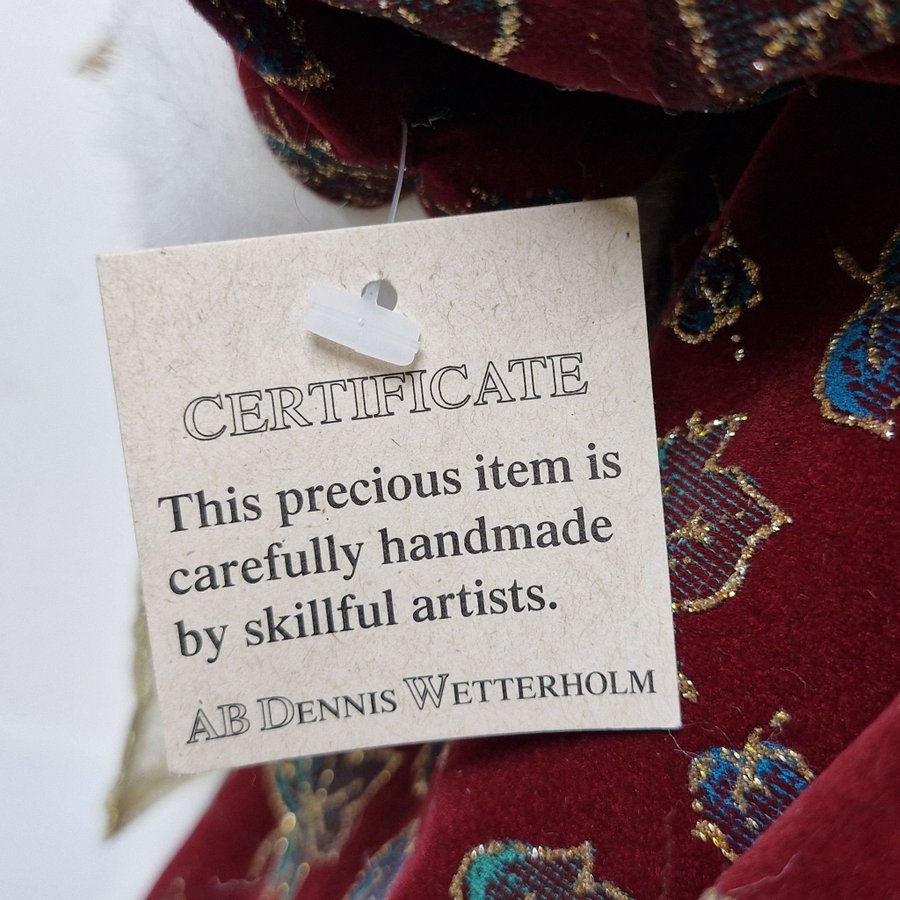 CERTIFICATE
This precious item is
carefully handmade
by skillful artists.
AB DENNIS WETTERHOLM